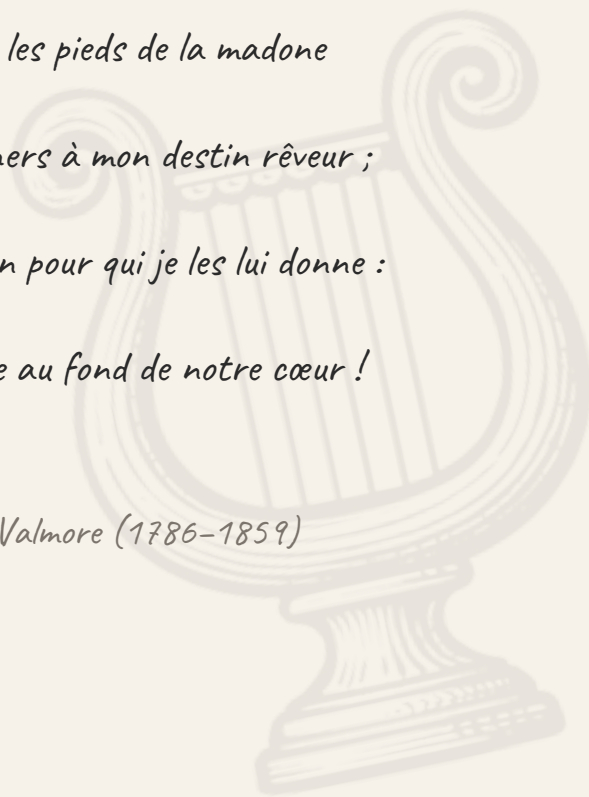 les pieds de la madone
à mon destin rêveur ;
pour qui je les lui donne :
au fond de notre cœur !
Valmore (1786–1859)